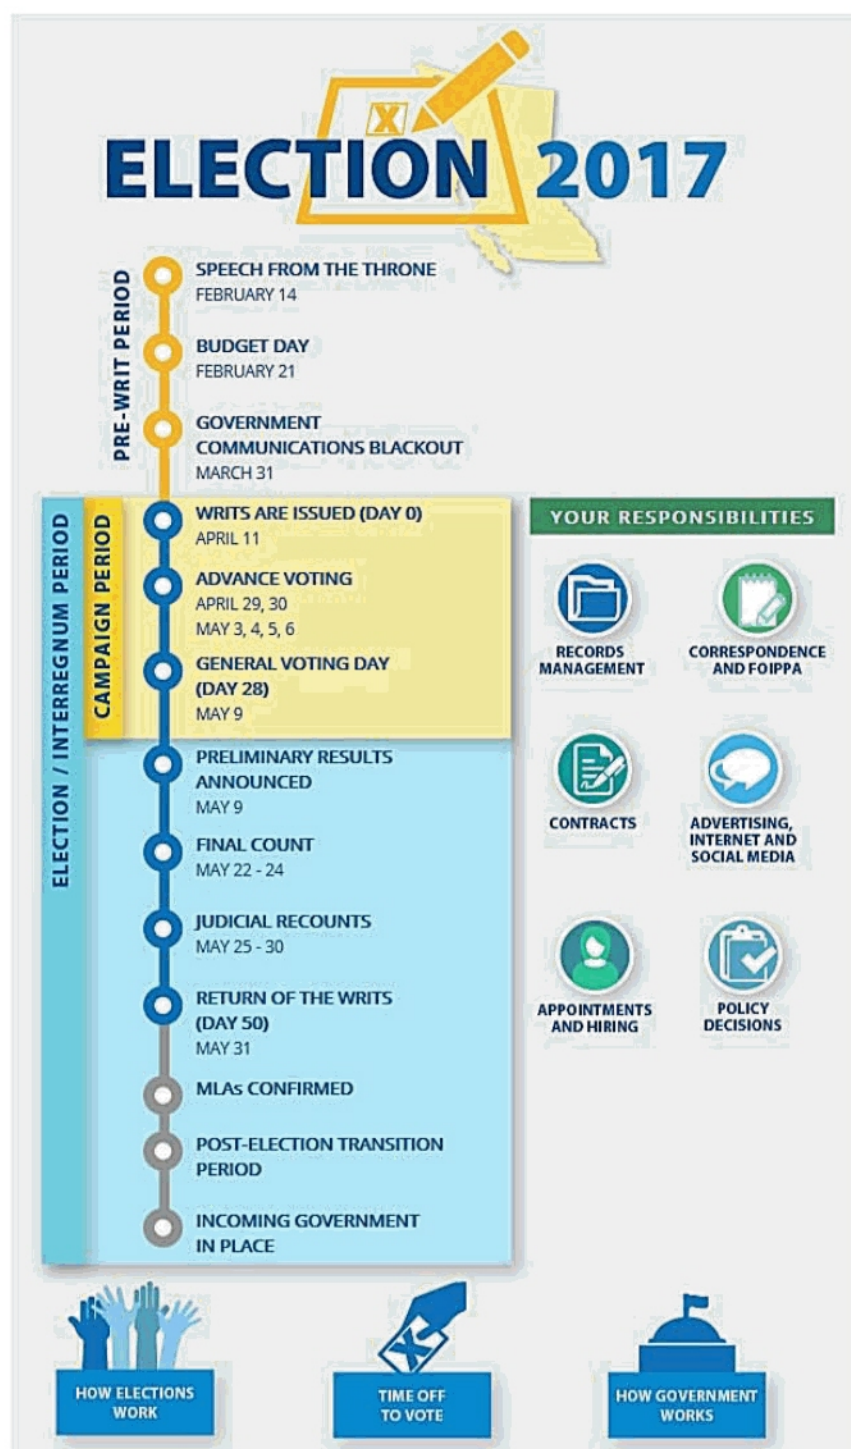 ELECTION 2017
PRE-WRIT PERIOD
SPEECH FROM THE THRONE
FEBRUARY 14
BUDGET DAY
FEBRUARY 21
GOVERNMENT
COMMUNICATIONS BLACKOUT
MARCH 31
ELECTION / INTERREGNUM PERIOD
CAMPAIGN PERIOD
WRITS ARE ISSUED (DAY 0)
APRIL 11
ADVANCE VOTING
APRIL 29, 30
MAY 3, 4, 5, 6
GENERAL VOTING DAY
(DAY 28)
MAY 9
PRELIMINARY RESULTS
ANNOUNCED
MAY 9
FINAL COUNT
MAY 22 - 24
JUDICIAL RECOUNTS
MAY 25 - 30
RETURN OF THE WRITS
(DAY 50)
MAY 31
MLAs CONFIRMED
POST-ELECTION TRANSITION
PERIOD
INCOMING GOVERNMENT
IN PLACE
YOUR RESPONSIBILITIES
RECORDS
MANAGEMENT
CORRESPONDENCE
AND FOIPPA
CONTRACTS
ADVERTISING,
INTERNET AND
SOCIAL MEDIA
APPOINTMENTS
AND HIRING
POLICY
DECISIONS
HOW ELECTIONS
WORK
TIME OFF
TO VOTE
HOW GOVERNMENT
WORKS